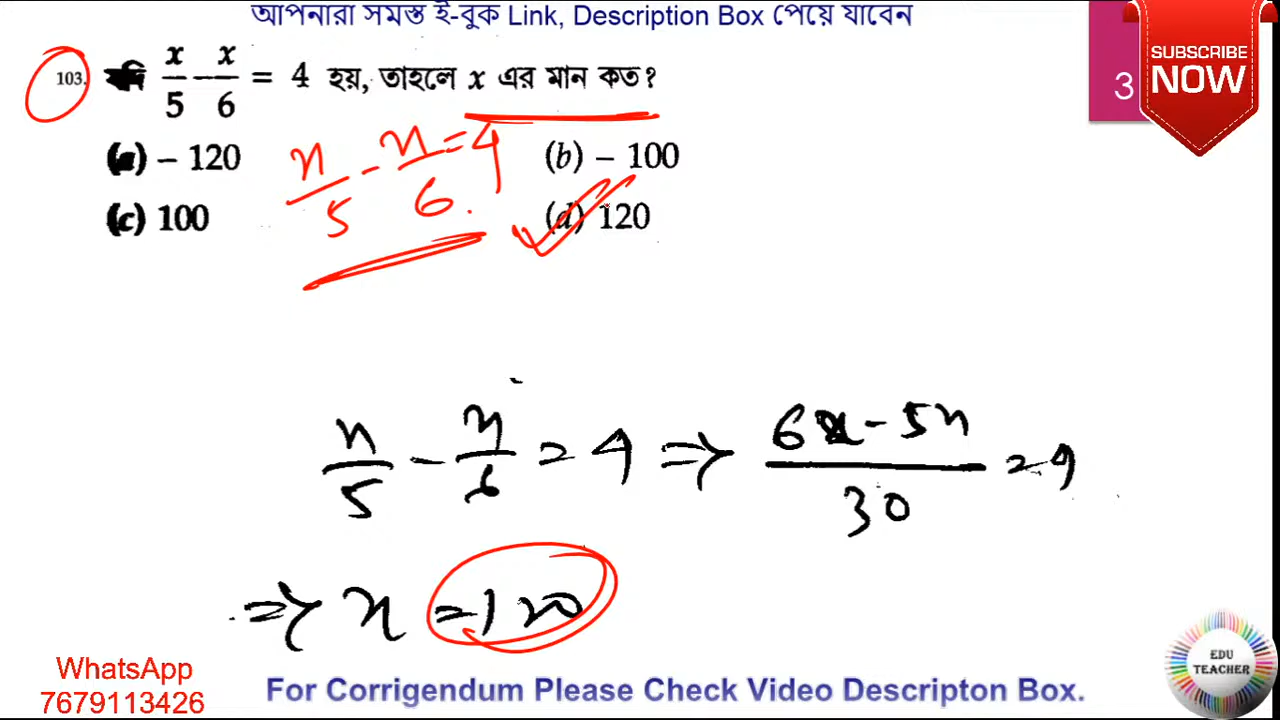 আপনারা সমস্ত ই-বুক Link, Description Box পেয়ে যাবেন
SUBSCRIBE
NOW
3
103. যদি x/5 - x/6 = 4 হয়, তাহলে x এর মান কত?
(a) – 120
(b) – 100
(c) 100
(d) 120
x/5 - x/6 = 4
x/5 - x/6 = 4 ⇒ (6x - 5x)/30 = 4
⇒ x = 120
WhatsApp
7679113426
For Corrigendum Please Check Video Descripton Box.
EDU
TEACHER